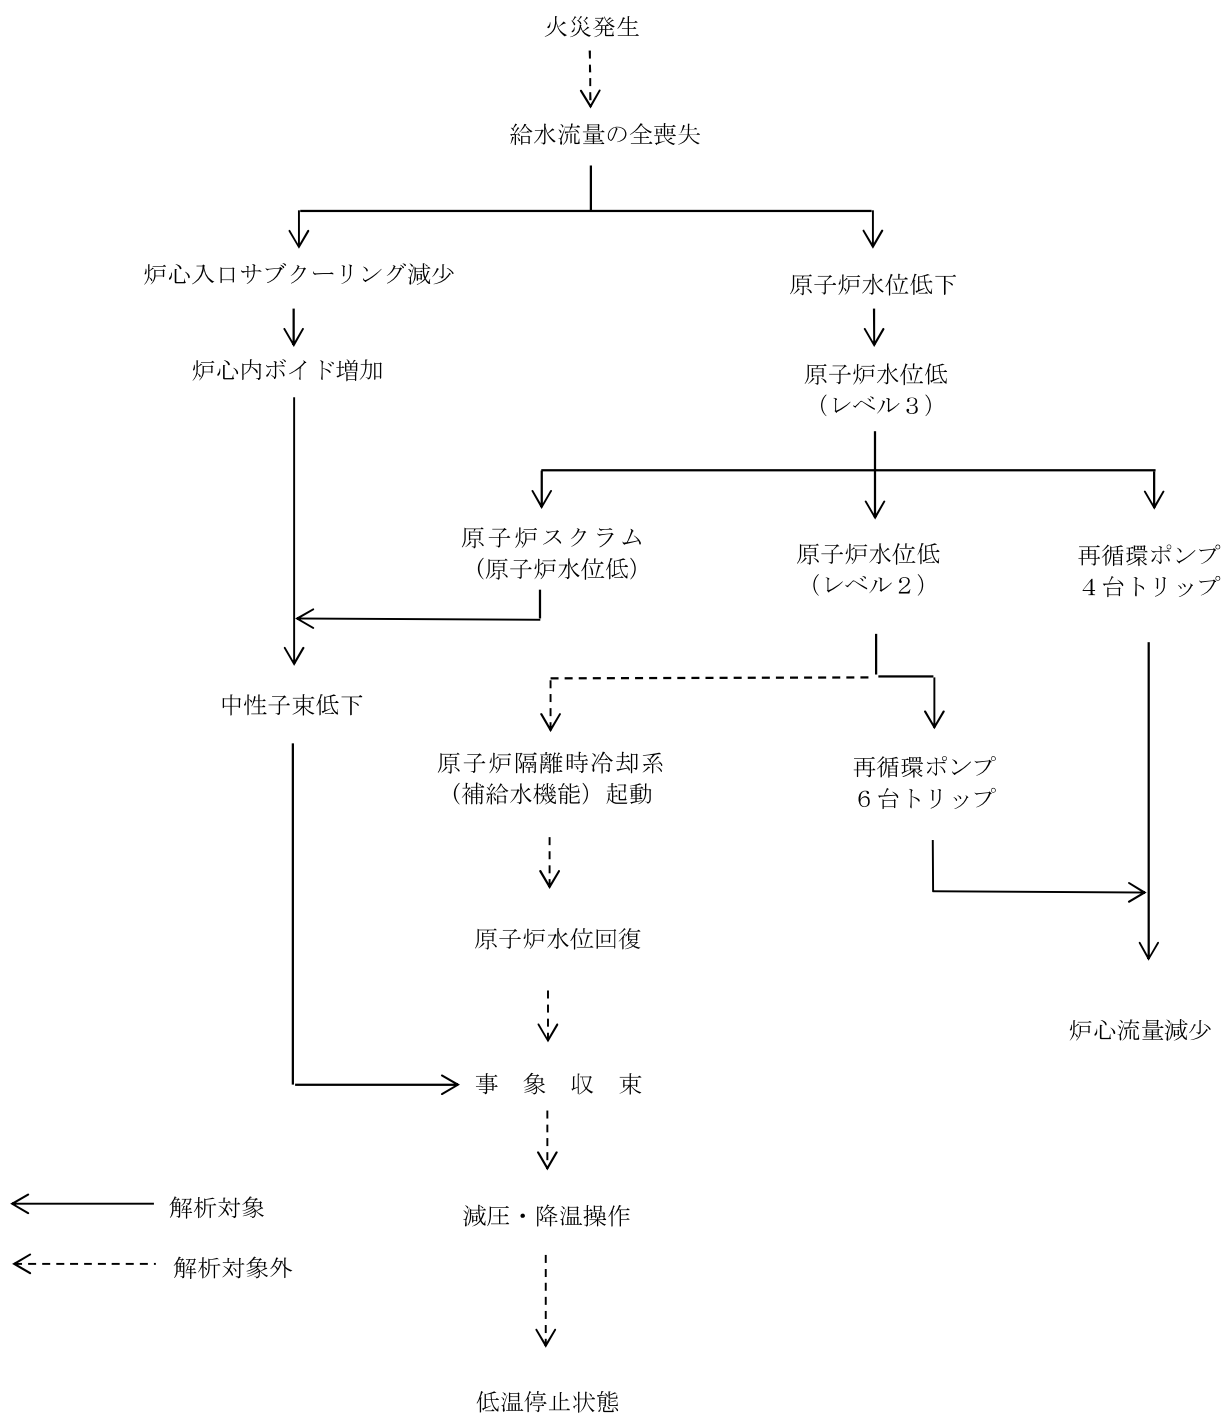 火災発生
給水流量の全喪失
炉心入口サブクーリング減少
原子炉水位低下
炉心内ボイド増加
原子炉水位低
（レベル３）
原子炉スクラム
（原子炉水位低）
原子炉水位低
（レベル２）
再循環ポンプ
４台トリップ
中性子束低下
原子炉隔離時冷却系
（補給水機能）起動
再循環ポンプ
６台トリップ
原子炉水位回復
炉心流量減少
事　象　収　束
解析対象
減圧・降温操作
解析対象外
低温停止状態